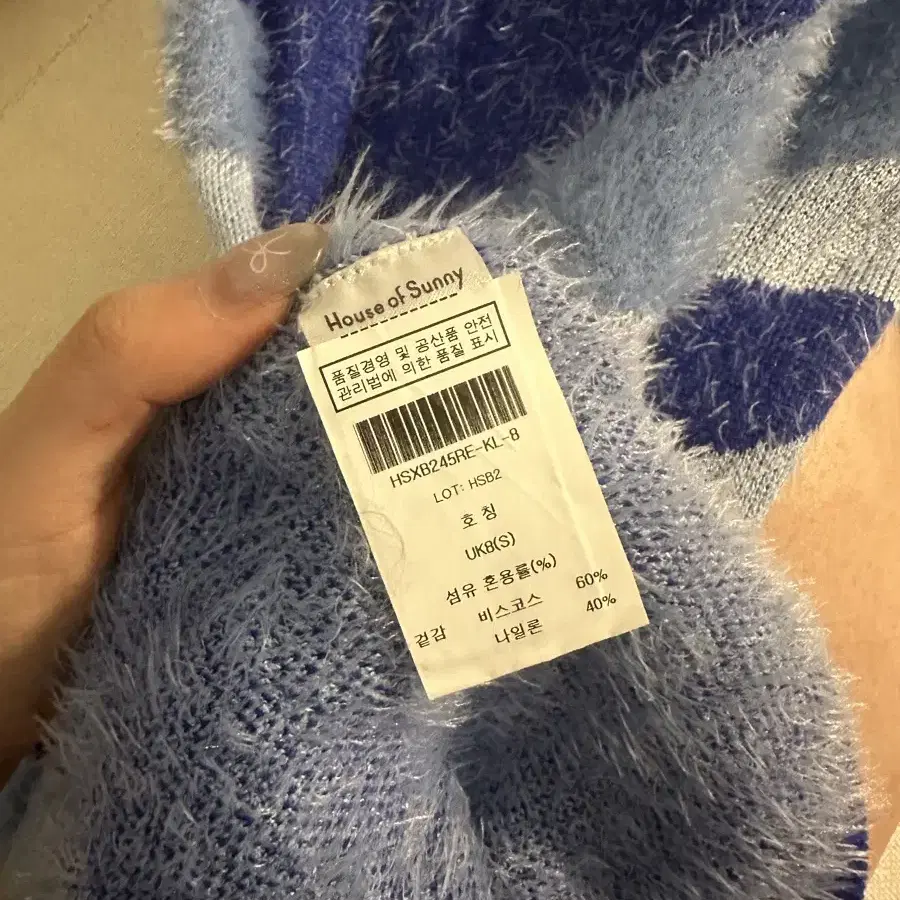 House of Sunny
품질경영 및 공산품 안전
관리법에 의한 품질 표시
HSXB245RE-KL-8
LOT: HSB2
호 칭
UK8(S)
섬유 혼용률(%)
겉감 비스코스 60%
나일론 40%